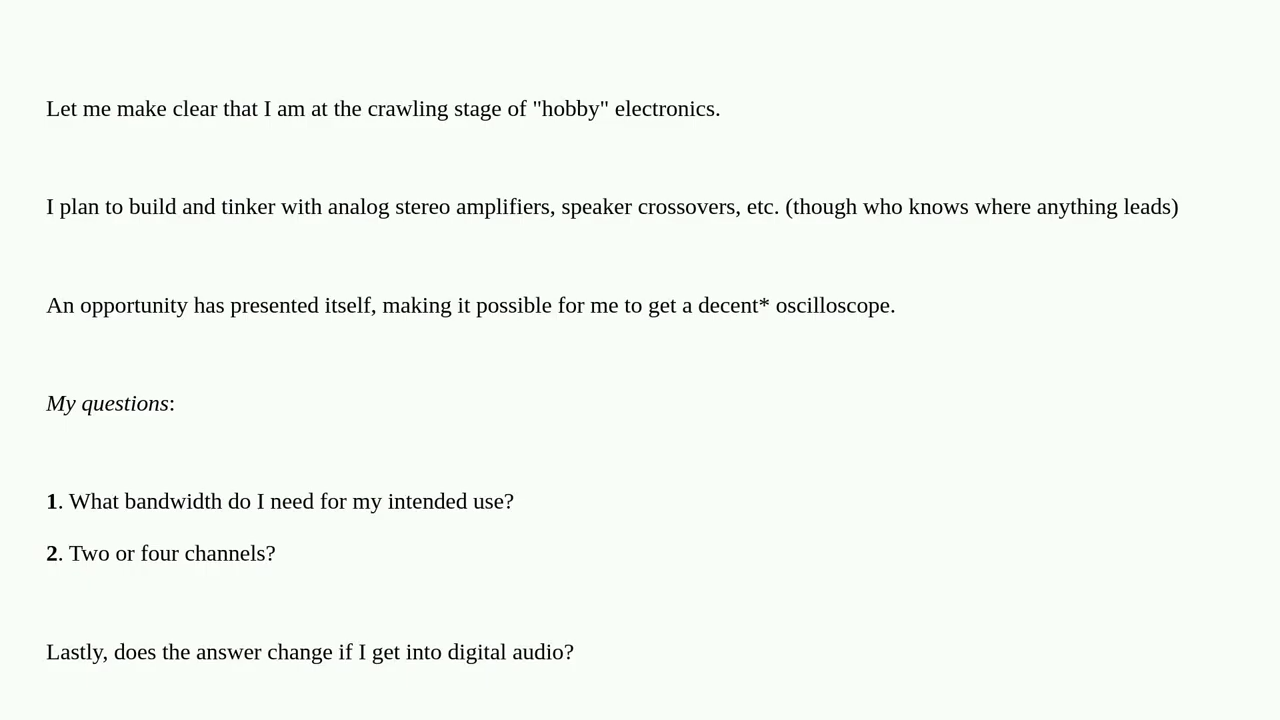 Let me make clear that I am at the crawling stage of "hobby" electronics.
I plan to build and tinker with analog stereo amplifiers, speaker crossovers, etc. (though who knows where anything leads)
An opportunity has presented itself, making it possible for me to get a decent* oscilloscope.
My questions:
1. What bandwidth do I need for my intended use?
2. Two or four channels?
Lastly, does the answer change if I get into digital audio?